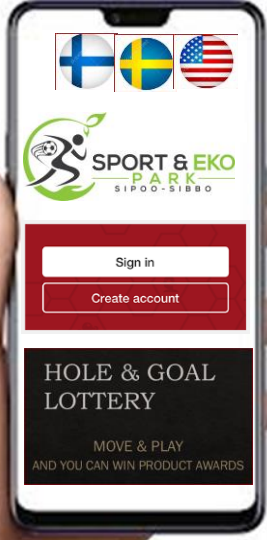 SPORT & EKO
PARK
SIPOO-SIBBO
Sign in
Create account
HOLE & GOAL
LOTTERY
MOVE & PLAY
AND YOU CAN WIN PRODUCT AWARDS